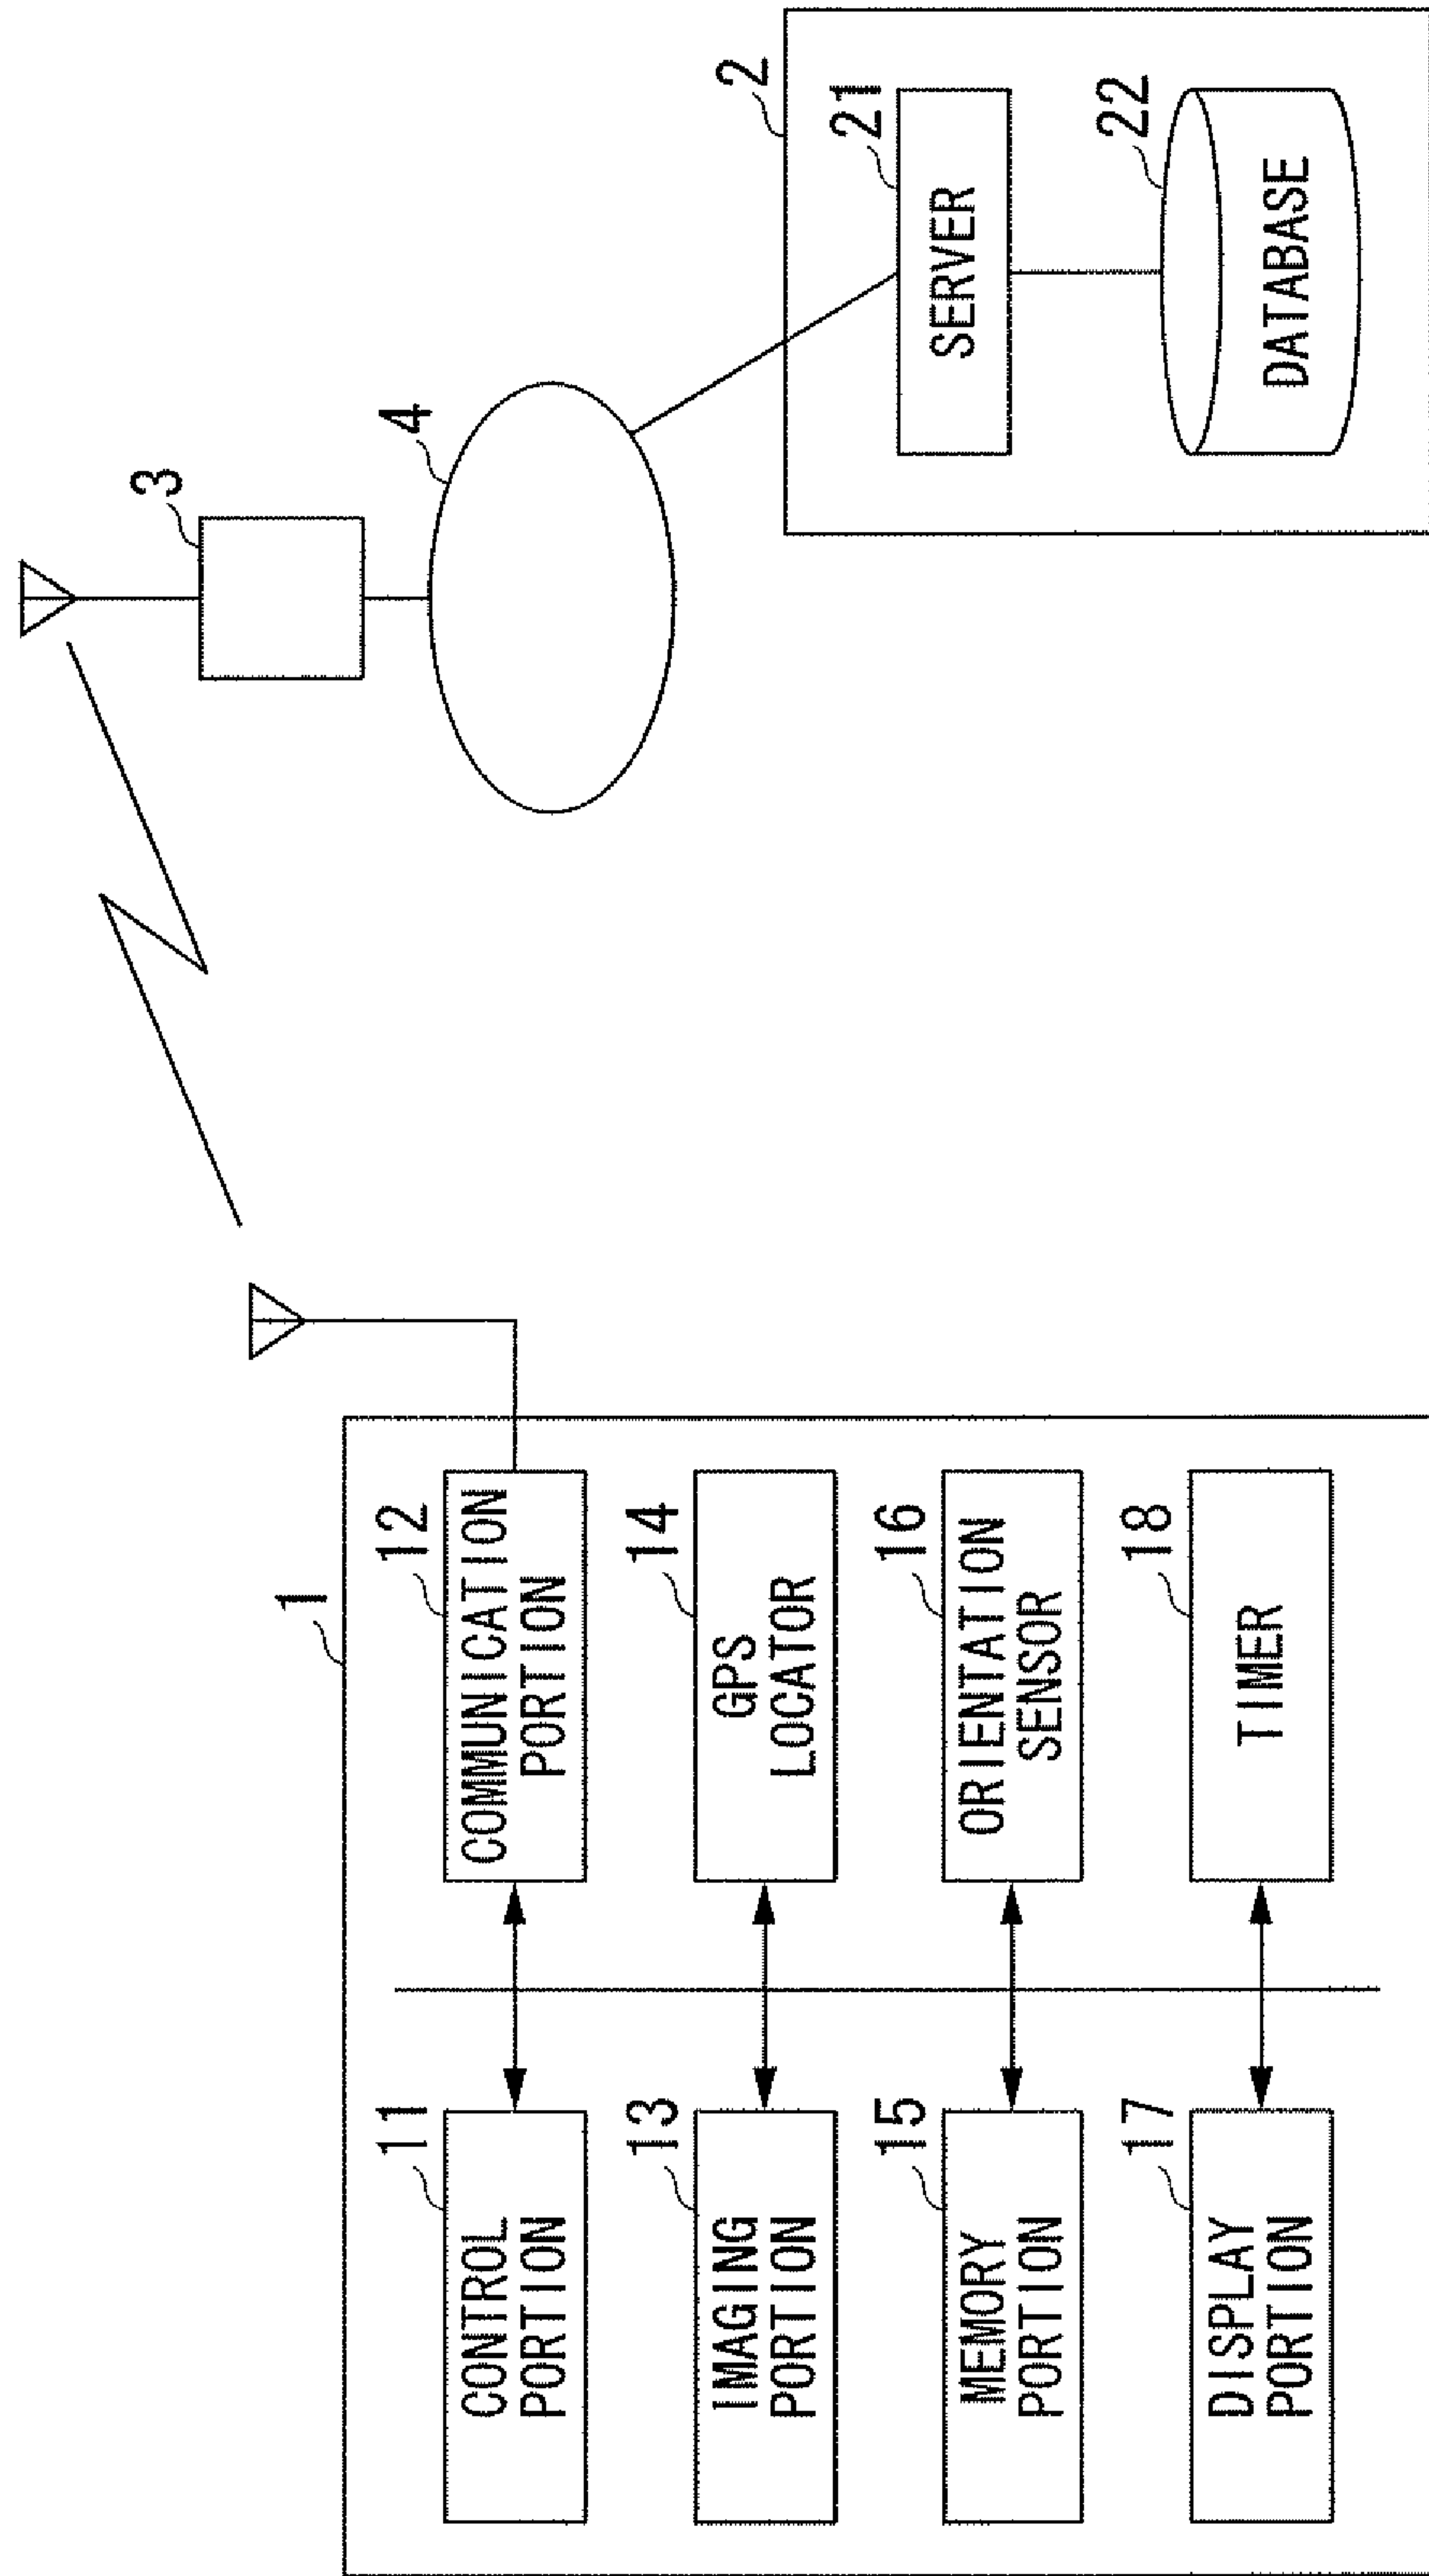 1
11
CONTROL
PORTION
12
COMMUNICATION
PORTION
13
IMAGING
PORTION
14
GPS
LOCATOR
15
MEMORY
PORTION
16
ORIENTATION
SENSOR
17
DISPLAY
PORTION
18
TIMER
3
4
2
21
SERVER
22
DATABASE